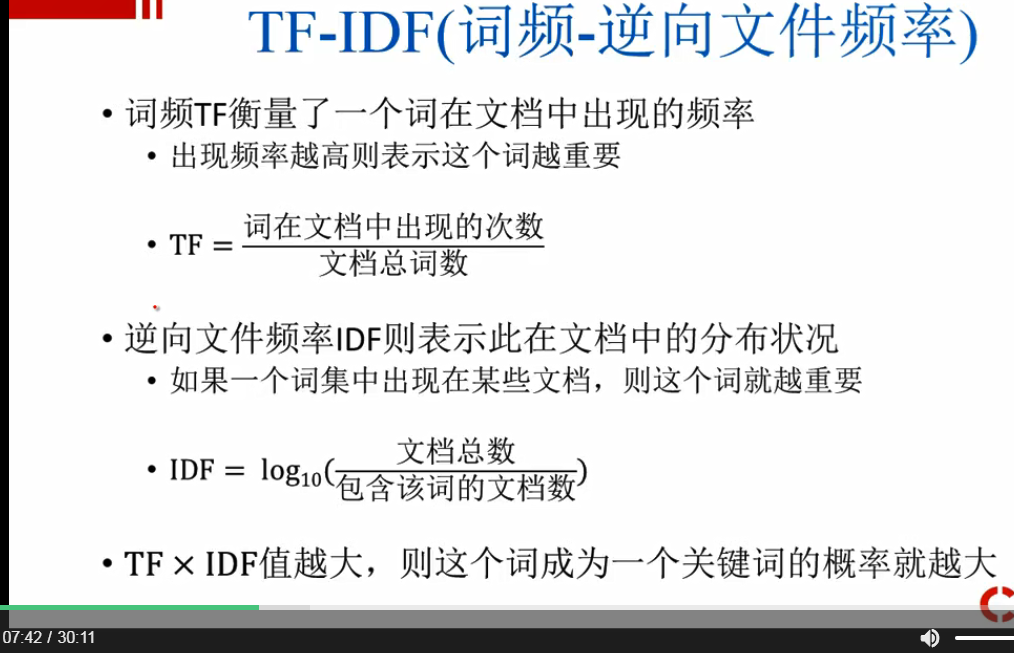 TF-IDF(词频-逆向文件频率)
• 词频TF衡量了一个词在文档中出现的频率
• 出现频率越高则表示这个词越重要
• TF = 词在文档中出现的次数
文档总词数
• 逆向文件频率IDF则表示此在文档中的分布状况
• 如果一个词集中出现在某些文档，则这个词就越重要
• IDF = log₁₀(文档总数
包含该词的文档数)
• TF × IDF值越大，则这个词成为一个关键词的概率就越大
07:42 / 30:11